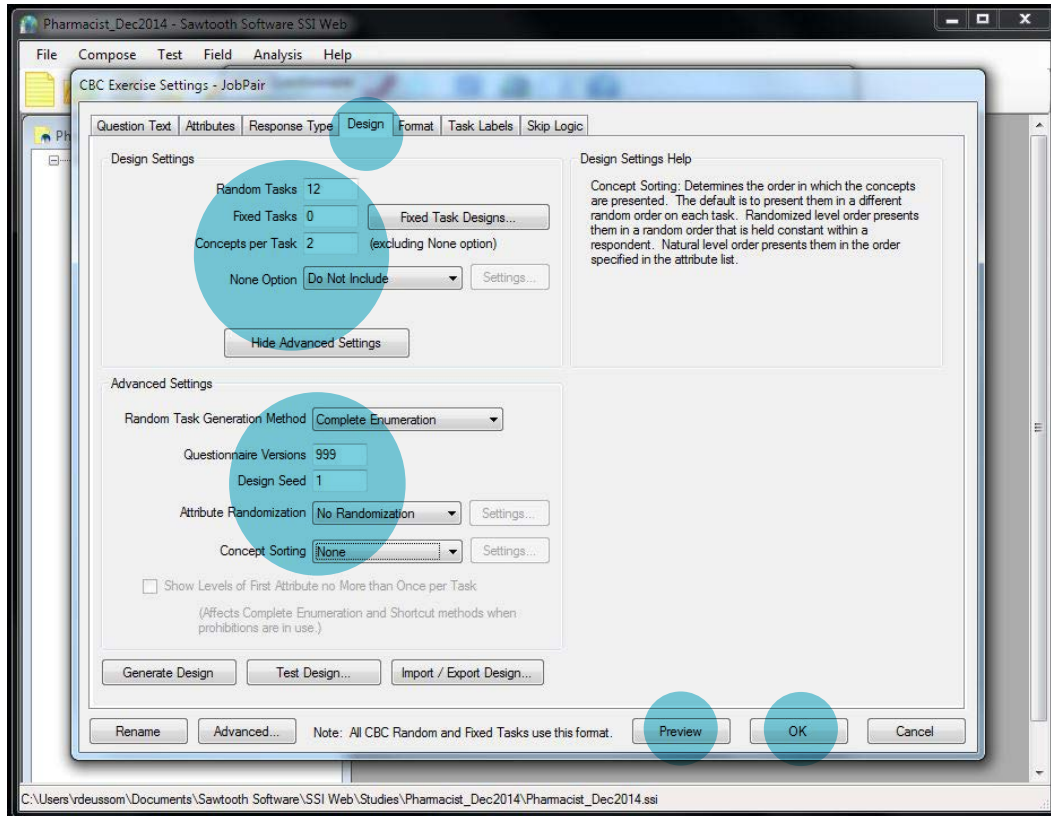 Pharmacist_Dec2014 - Sawtooth Software SSI Web
File Compose Test Field Analysis Help
CBC Exercise Settings - JobPair
Question Text Attributes Response Type Design Format Task Labels Skip Logic
Design Settings
Random Tasks 12
Fixed Tasks 0 Fixed Task Designs...
Concepts per Task 2 (excluding None option)
None Option Do Not Include Settings...
Hide Advanced Settings
Design Settings Help
Concept Sorting: Determines the order in which the concepts
are presented. The default is to present them in a different
random order on each task. Randomized level order presents
them in a random order that is held constant within a
respondent. Natural level order presents them in the order
specified in the attribute list.
Advanced Settings
Random Task Generation Method Complete Enumeration
Questionnaire Versions 999
Design Seed 1
Attribute Randomization No Randomization Settings...
Concept Sorting None Settings...
Show Levels of First Attribute no More than Once per Task
(Affects Complete Enumeration and Shortcut methods when
prohibitions are in use.)
Generate Design Test Design... Import / Export Design...
Rename Advanced... Note: All CBC Random and Fixed Tasks use this format. Preview OK Cancel
C:\Users\rdeussom\Documents\Sawtooth Software\SSI Web\Studies\Pharmacist_Dec2014\Pharmacist_Dec2014.ssi